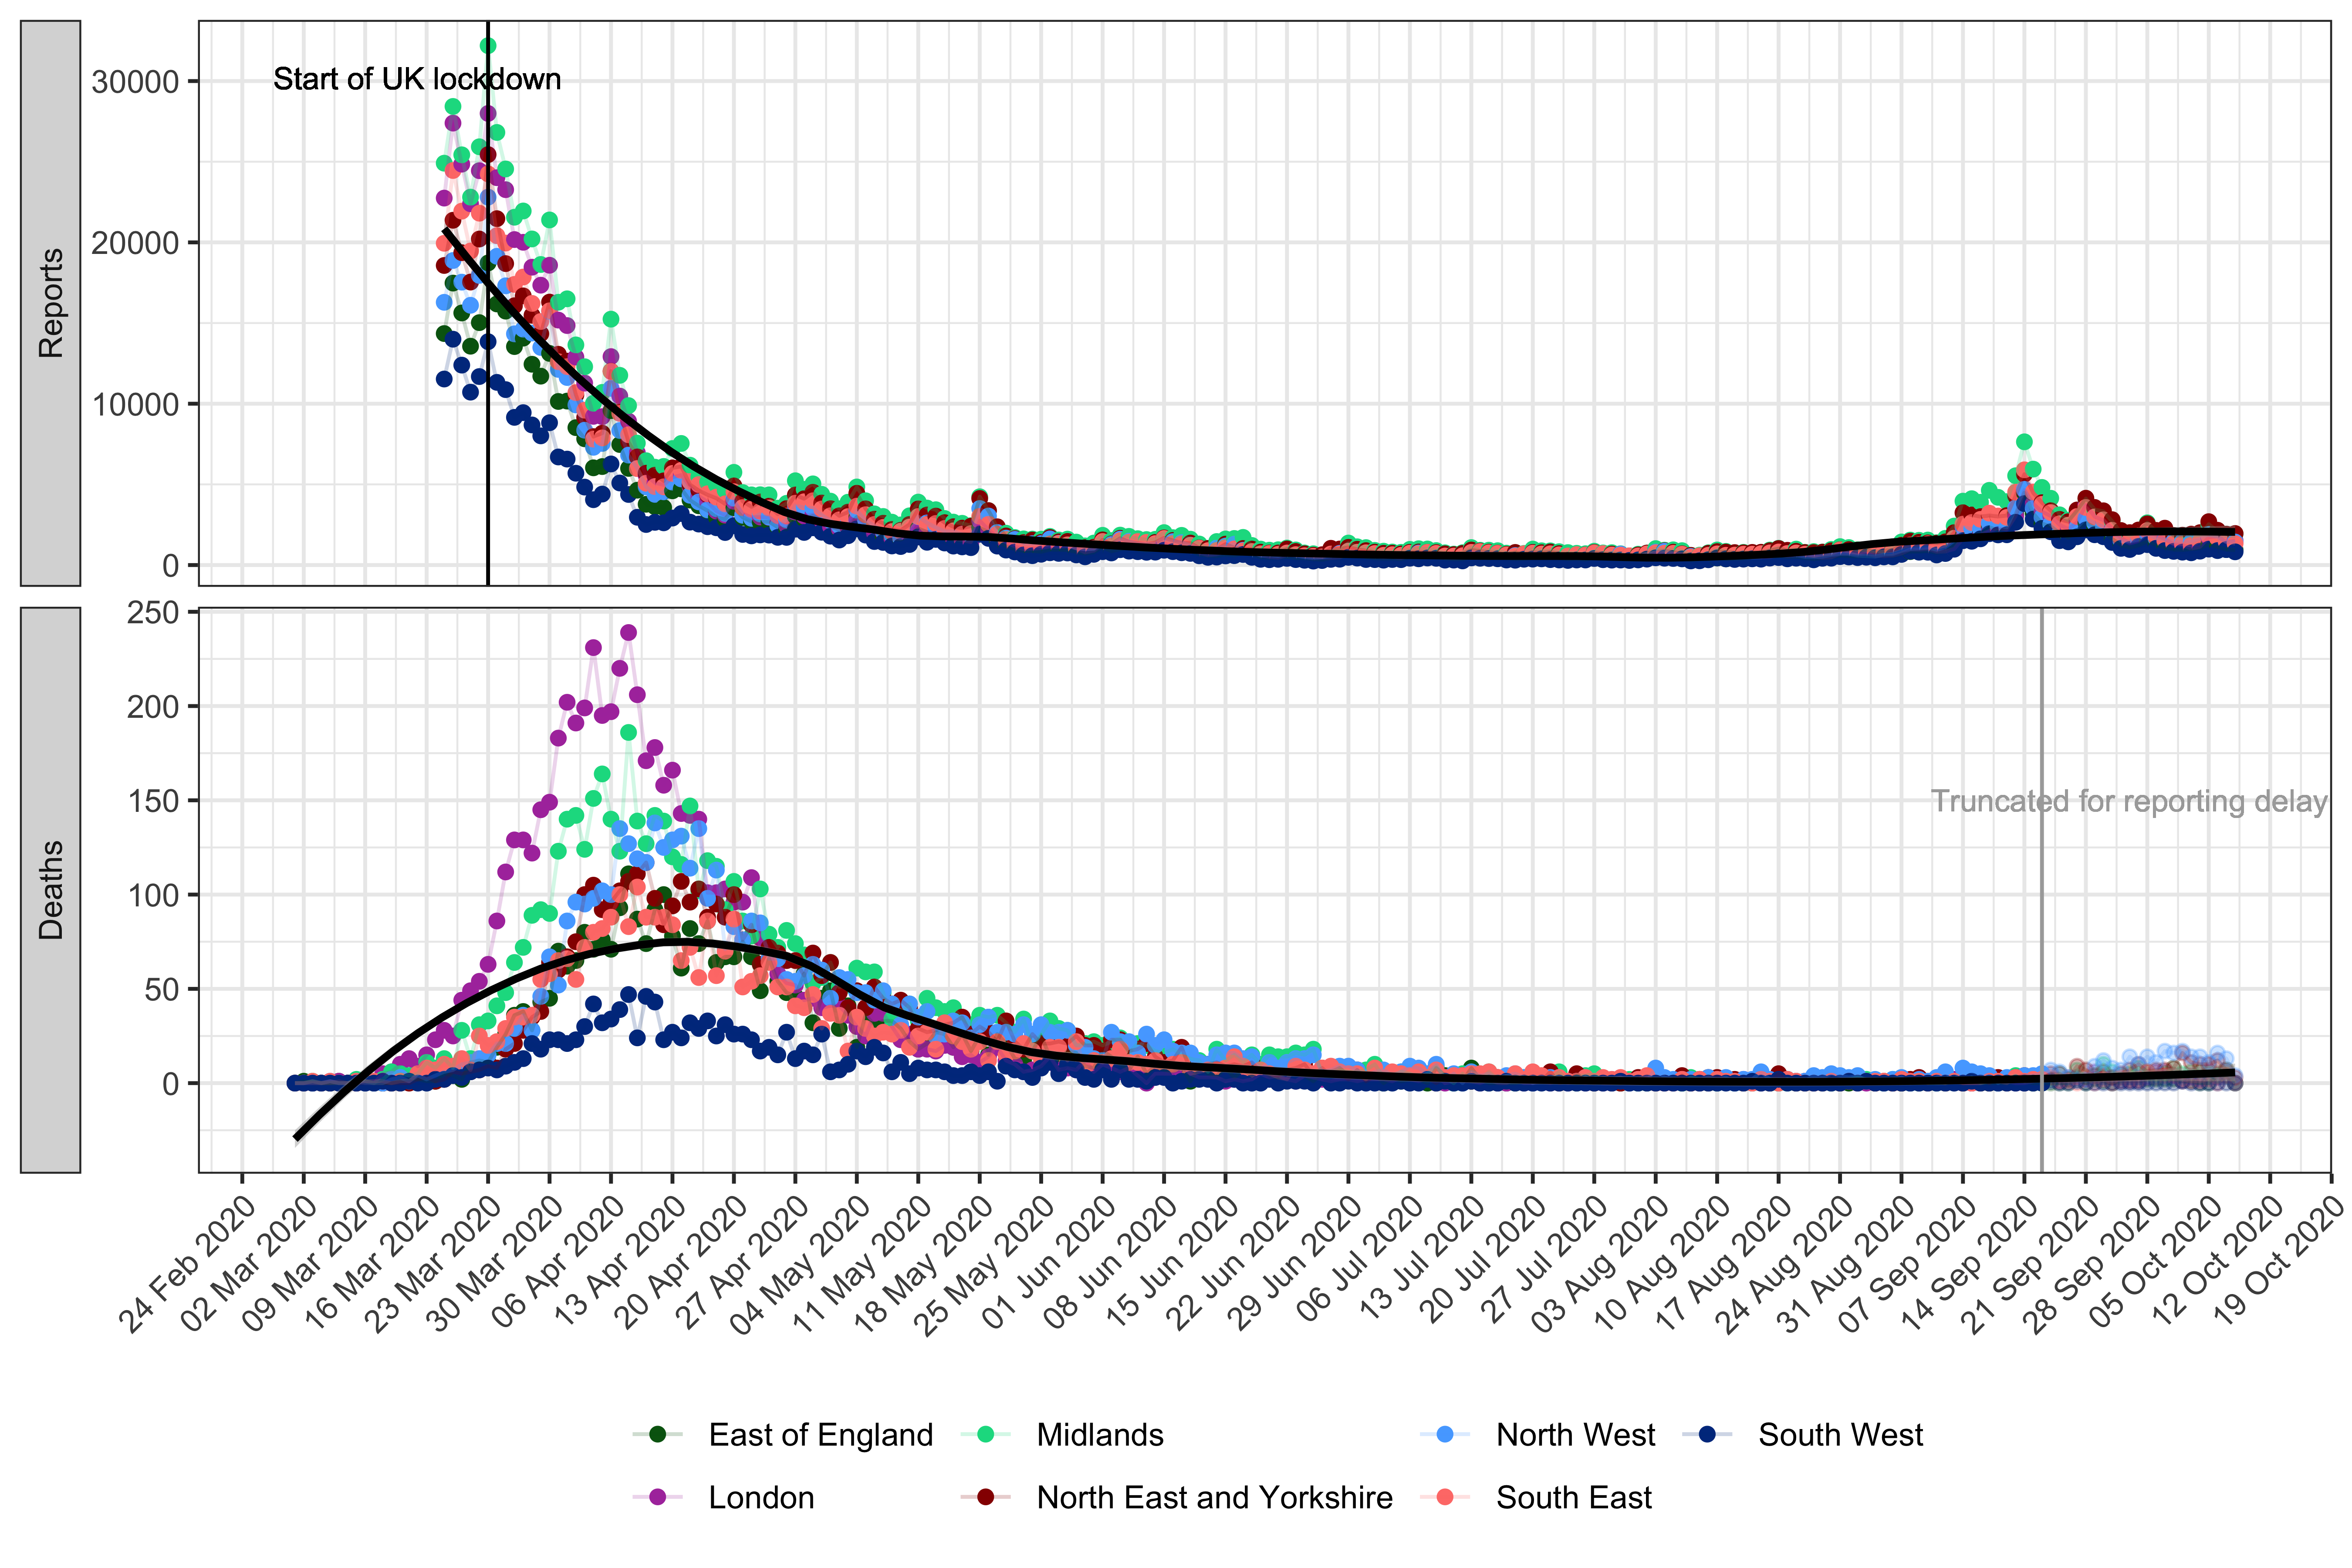 Reports
30000
20000
10000
0
Start of UK lockdown
Deaths
250
200
150
100
50
0
Truncated for reporting delay
24 Feb 2020
02 Mar 2020
09 Mar 2020
16 Mar 2020
23 Mar 2020
30 Mar 2020
06 Apr 2020
13 Apr 2020
20 Apr 2020
27 Apr 2020
04 May 2020
11 May 2020
18 May 2020
25 May 2020
01 Jun 2020
08 Jun 2020
15 Jun 2020
22 Jun 2020
29 Jun 2020
06 Jul 2020
13 Jul 2020
20 Jul 2020
27 Jul 2020
03 Aug 2020
10 Aug 2020
17 Aug 2020
24 Aug 2020
31 Aug 2020
07 Sep 2020
14 Sep 2020
21 Sep 2020
28 Sep 2020
05 Oct 2020
12 Oct 2020
19 Oct 2020
East of England
Midlands
North West
South West
London
North East and Yorkshire
South East